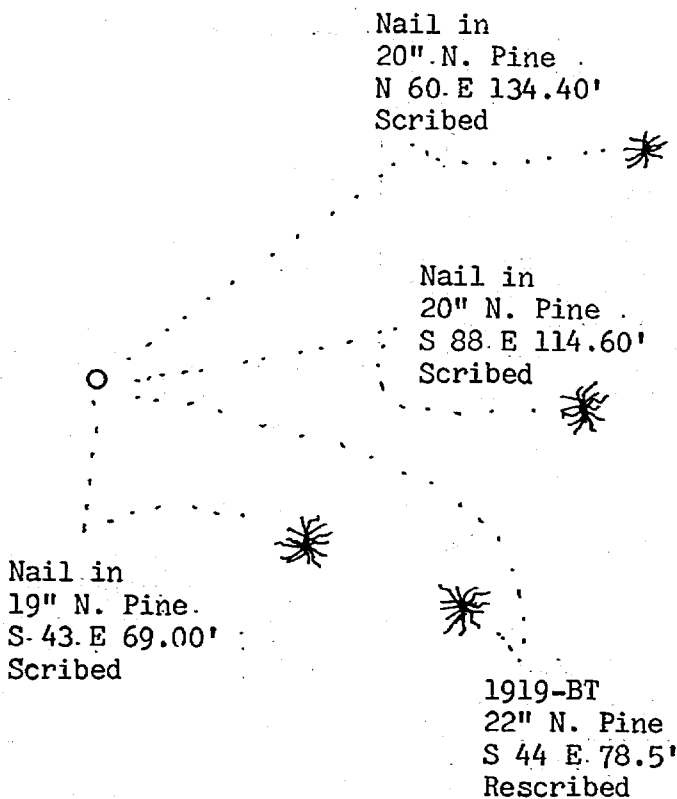 Nail in
20" N. Pine
N 60 E 134.40'
Scribed
Nail in
20" N. Pine
S 88 E 114.60'
Scribed
Nail in
19" N. Pine
S 43 E 69.00'
Scribed
1919-BT
22" N. Pine
S 44 E 78.5'
Rescribed